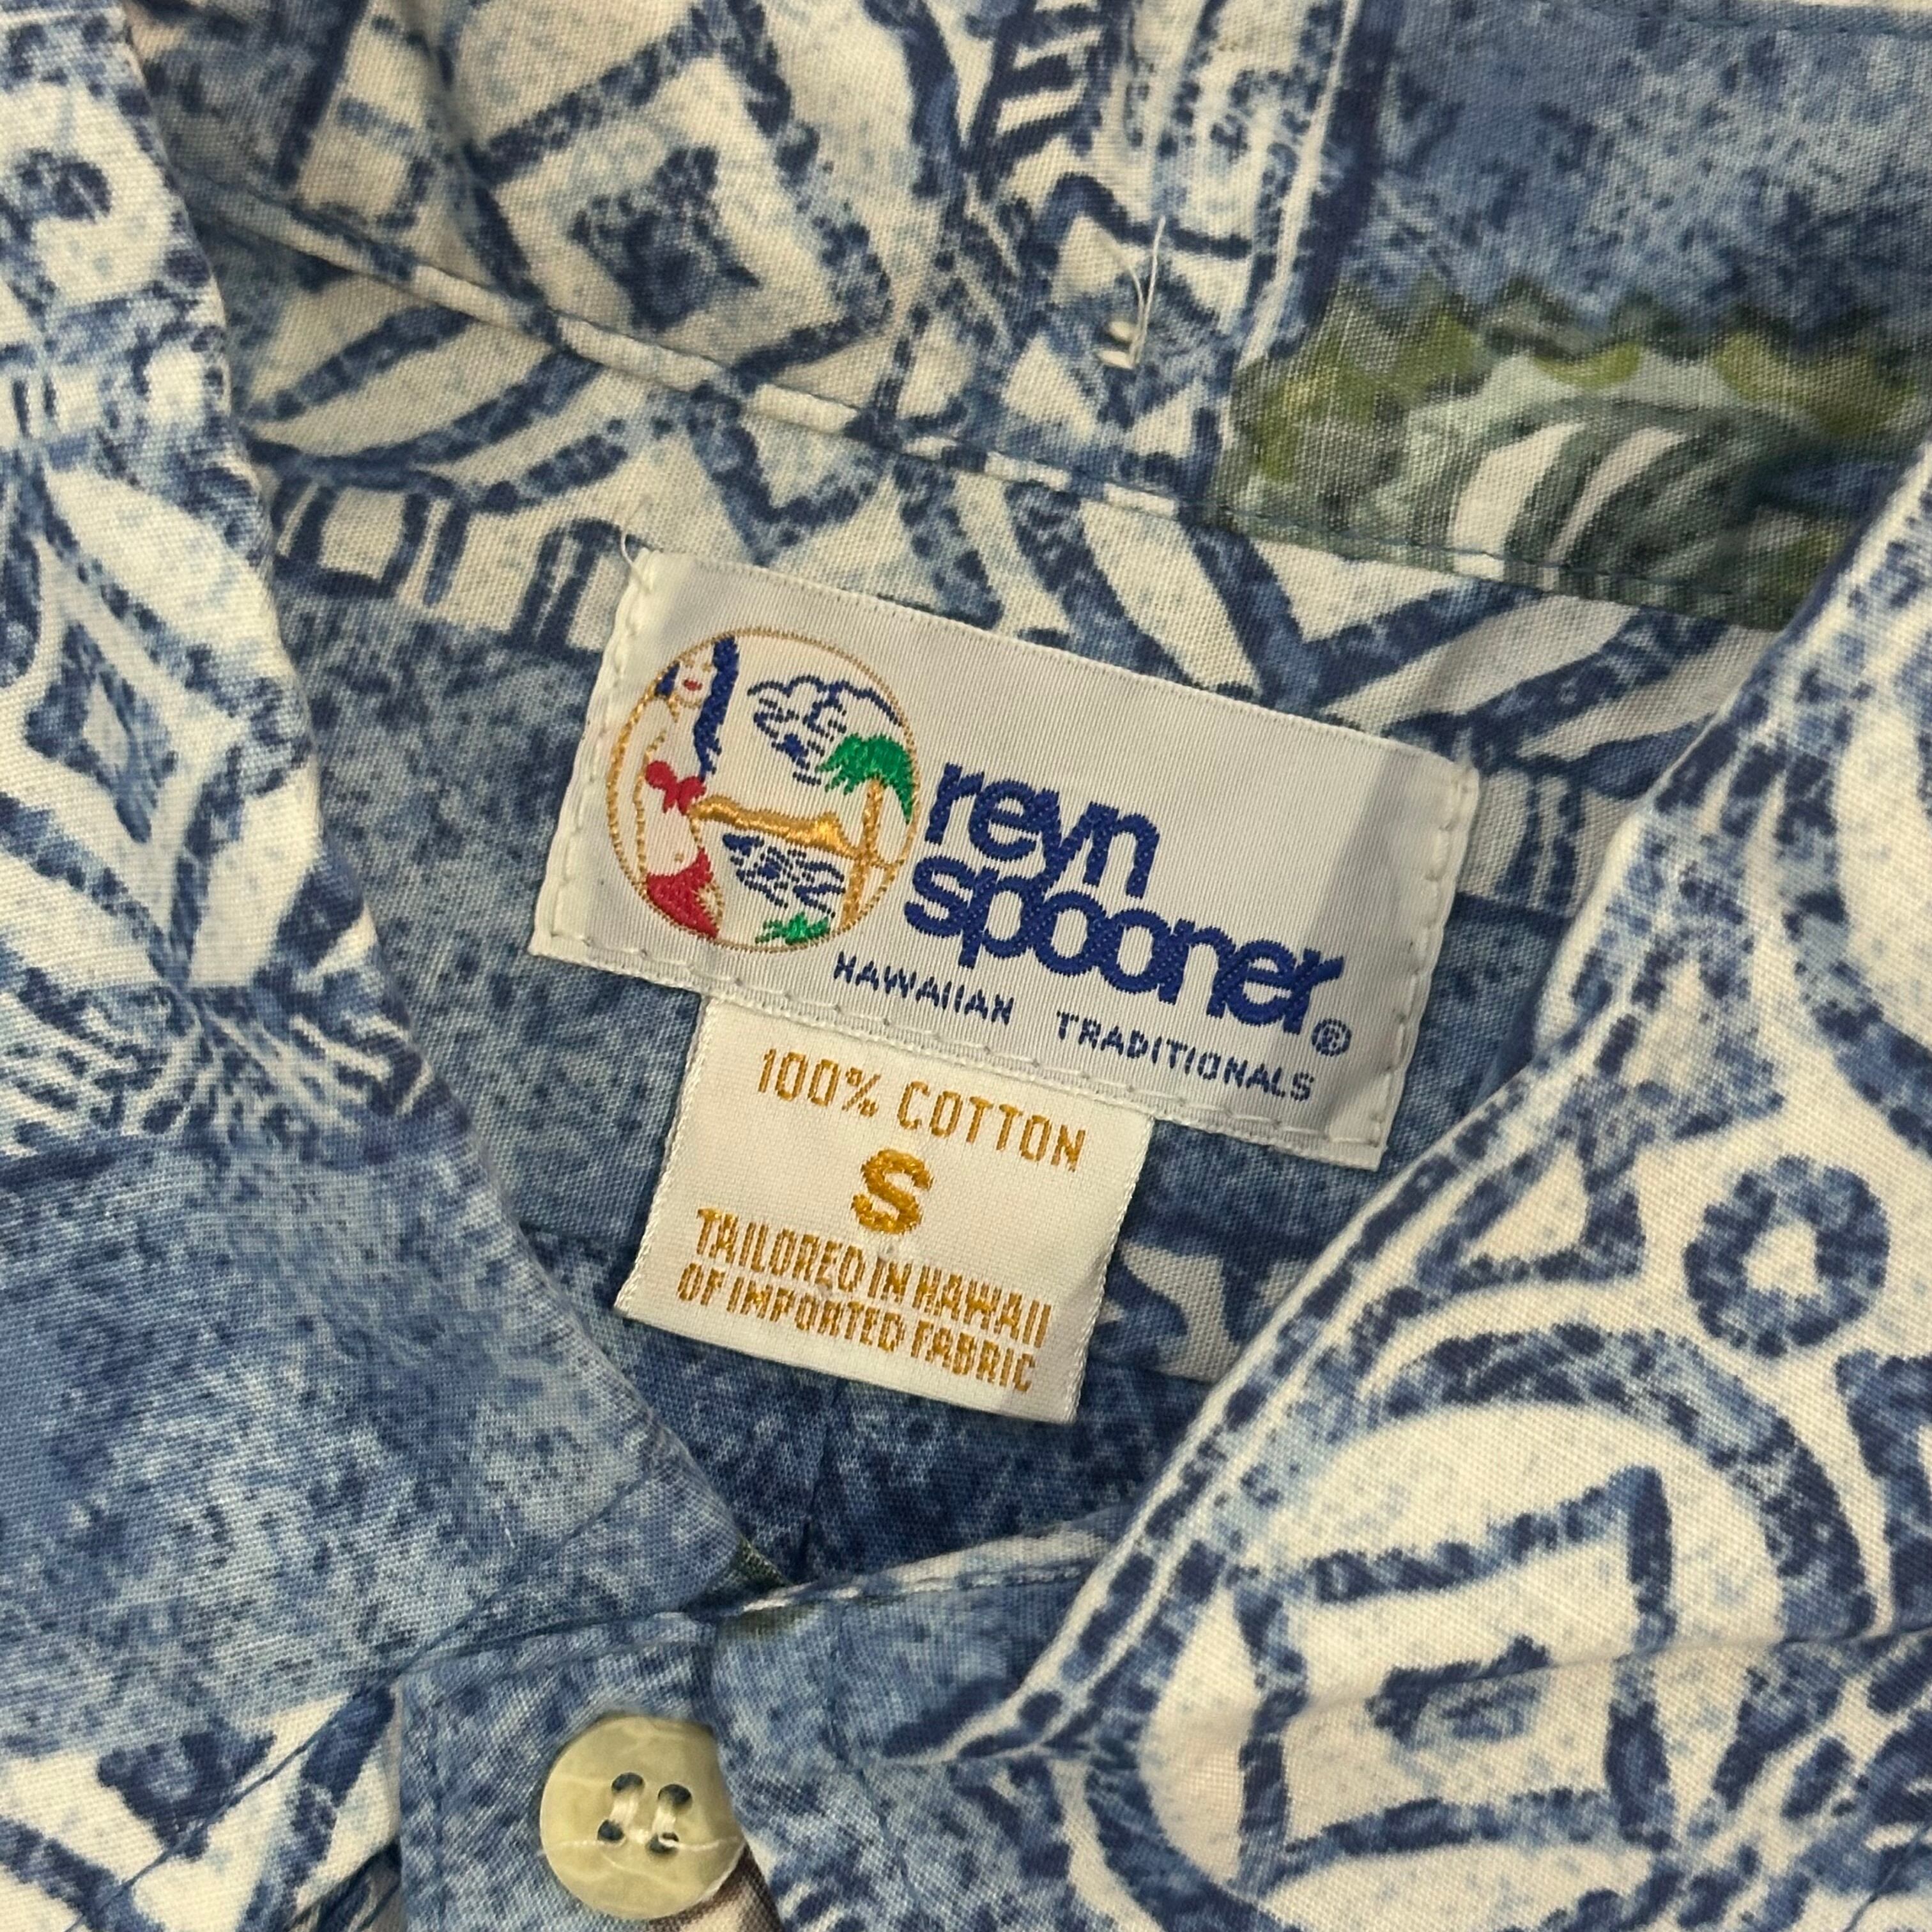 reyn
spooner®
HAWAIIAN TRADITIONALS
100% COTTON
S
TAILORED IN HAWAII
OF IMPORTED FABRIC